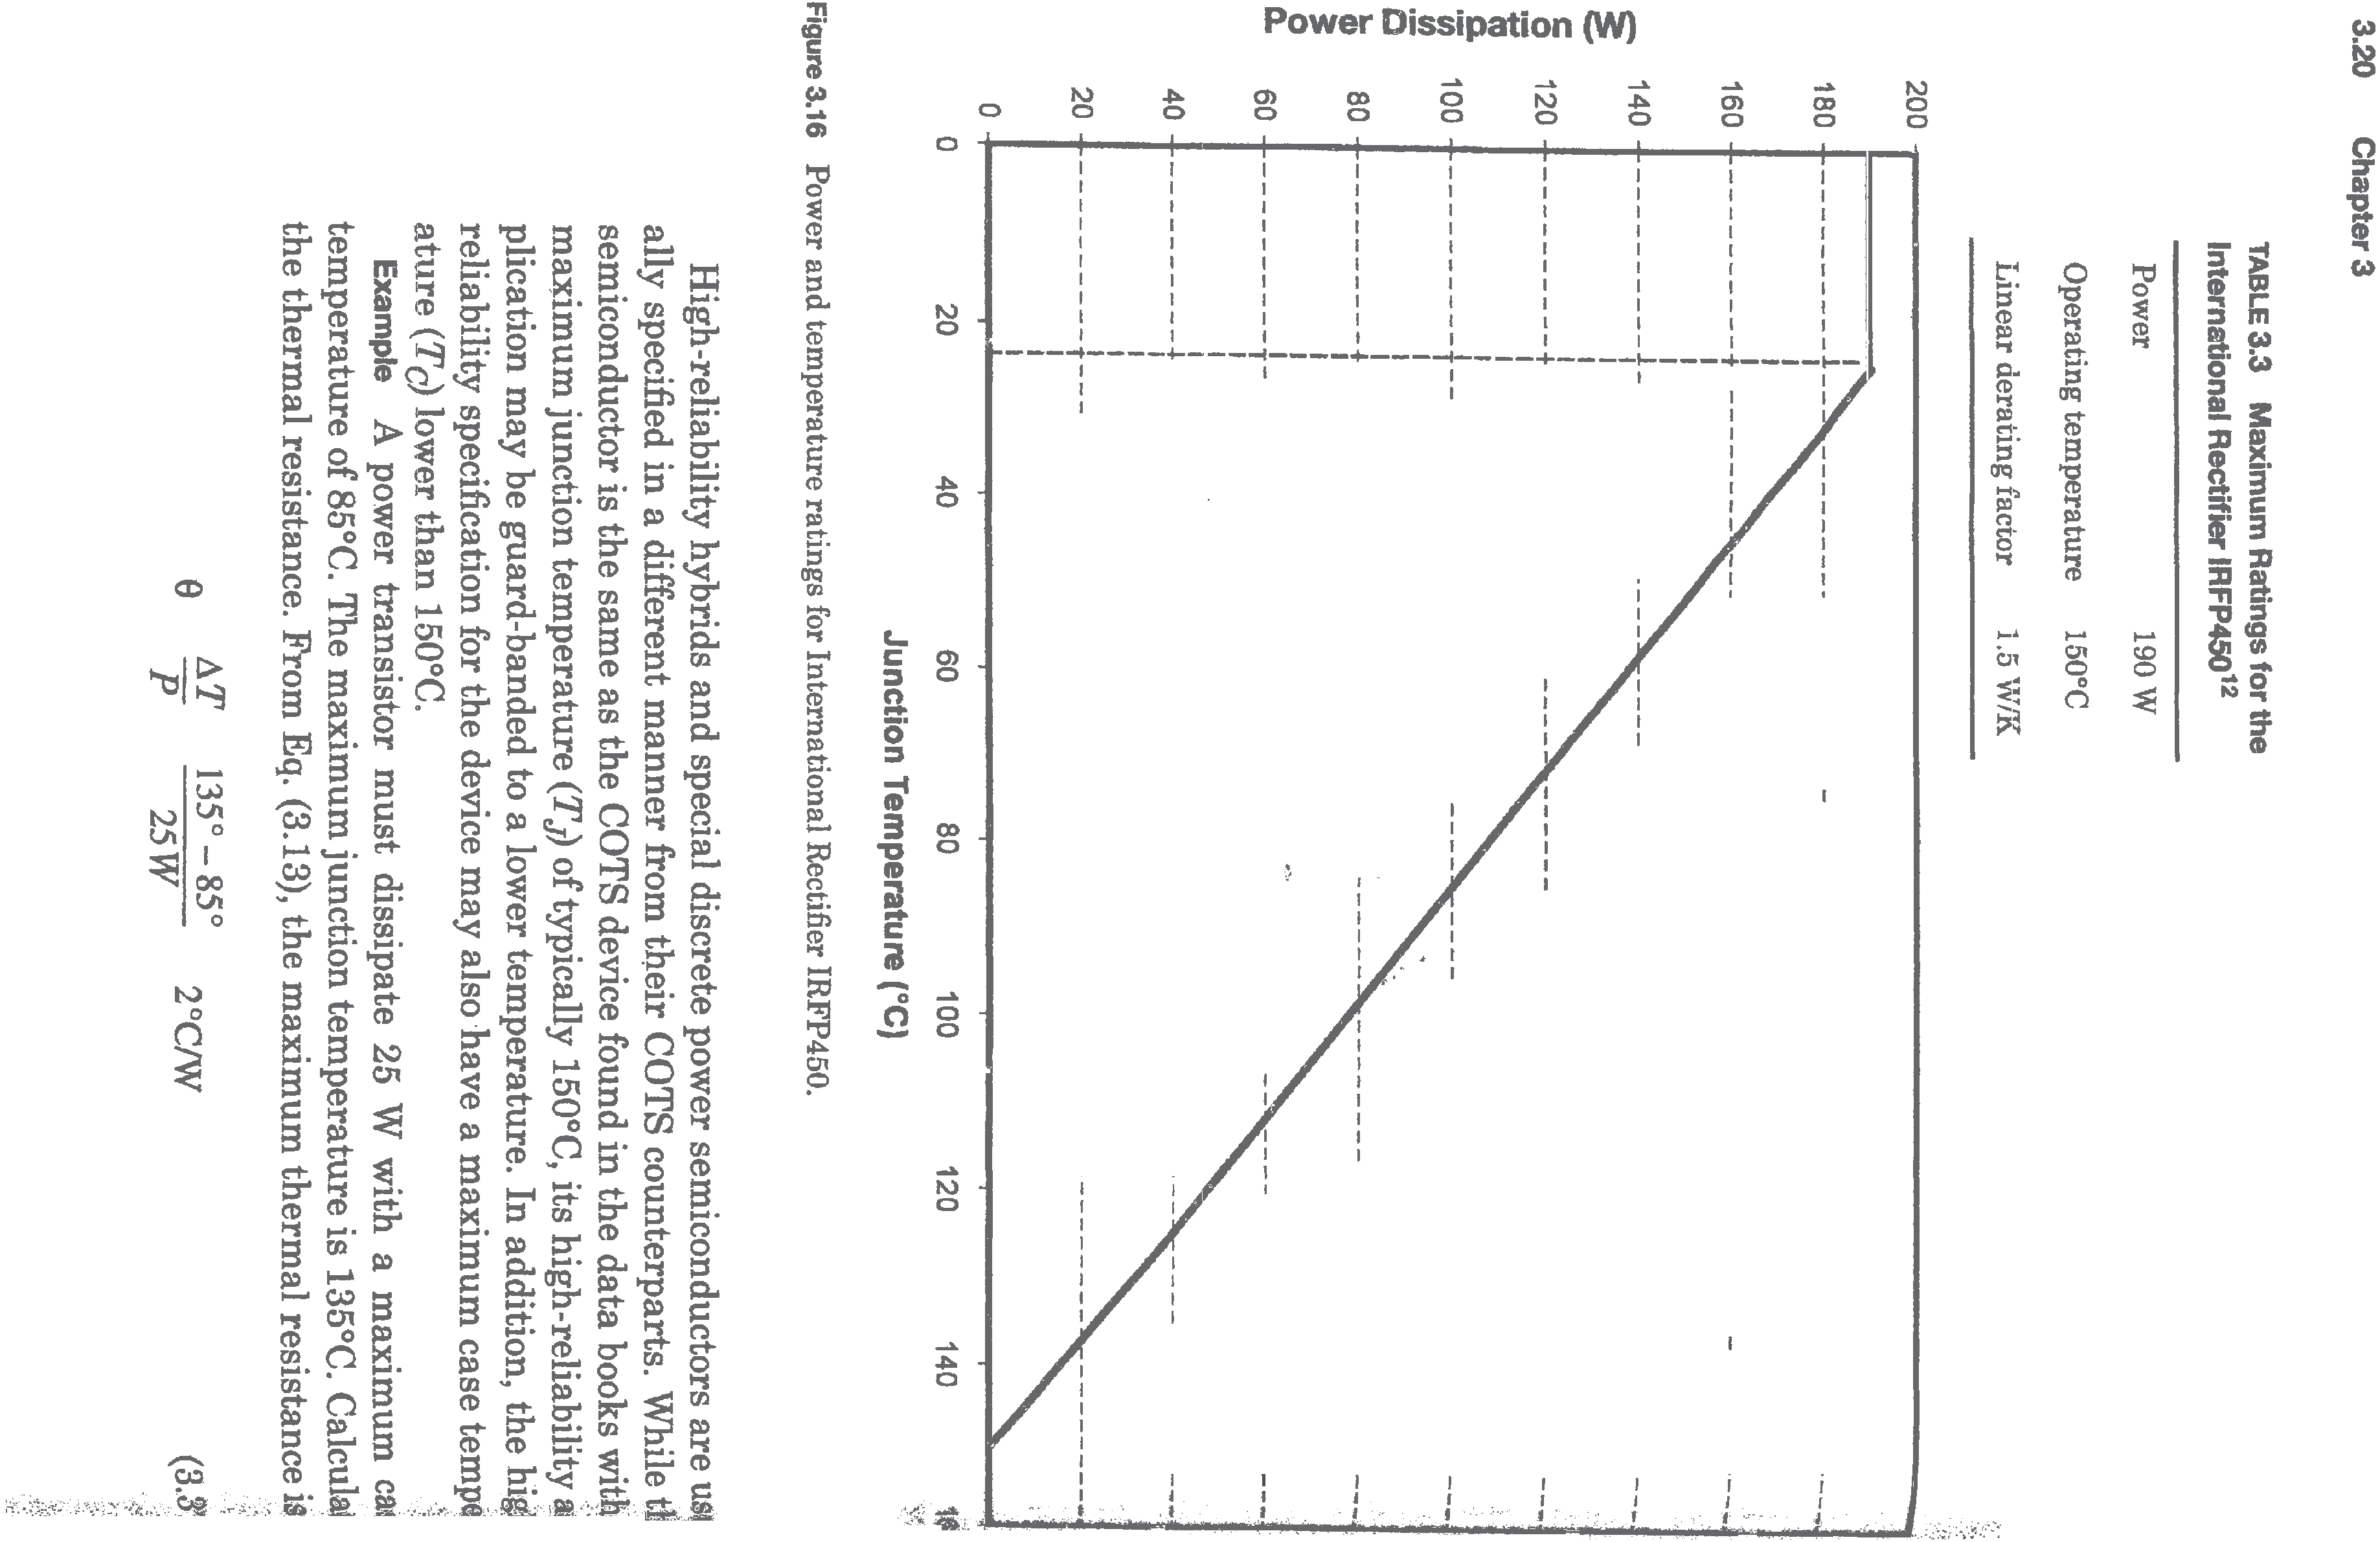 3.20 Chapter 3
TABLE 3.3 Maximum Ratings for the
International Rectifier IRFP450¹²
Power 190 W
Operating temperature 150°C
Linear derating factor 1.5 W/K
Power Dissipation (W)
200
180
160
140
120
100
80
60
40
20
0
0 20 40 60 80 100 120 140
Junction Temperature (°C)
Figure 3.16 Power and temperature ratings for International Rectifier IRFP450.
High-reliability hybrids and special discrete power semiconductors are us
ally specified in a different manner from their COTS counterparts. While t
semiconductor is the same as the COTS device found in the data books with
maximum junction temperature (T_J) of typically 150°C, its high-reliability a
plication may be guard-banded to a lower temperature. In addition, the hig
reliability specification for the device may also have a maximum case tempe
ature (T_C) lower than 150°C.
Example A power transistor must dissipate 25 W with a maximum ca
temperature of 85°C. The maximum junction temperature is 135°C. Calcula
the thermal resistance. From Eq. (3.13), the maximum thermal resistance is
θ ΔT/P 135° – 85°/25W 2°C/W (3.3